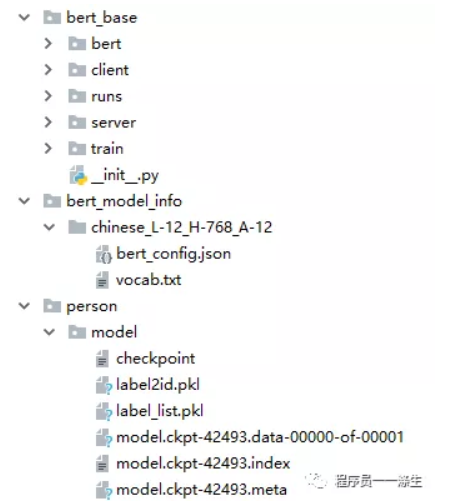 bert_base
bert
client
runs
server
train
__init__.py
bert_model_info
chinese_L-12_H-768_A-12
bert_config.json
vocab.txt
person
model
checkpoint
label2id.pkl
label_list.pkl
model.ckpt-42493.data-00000-of-00001
model.ckpt-42493.index
程序员一一涤生
model.ckpt-42493.meta